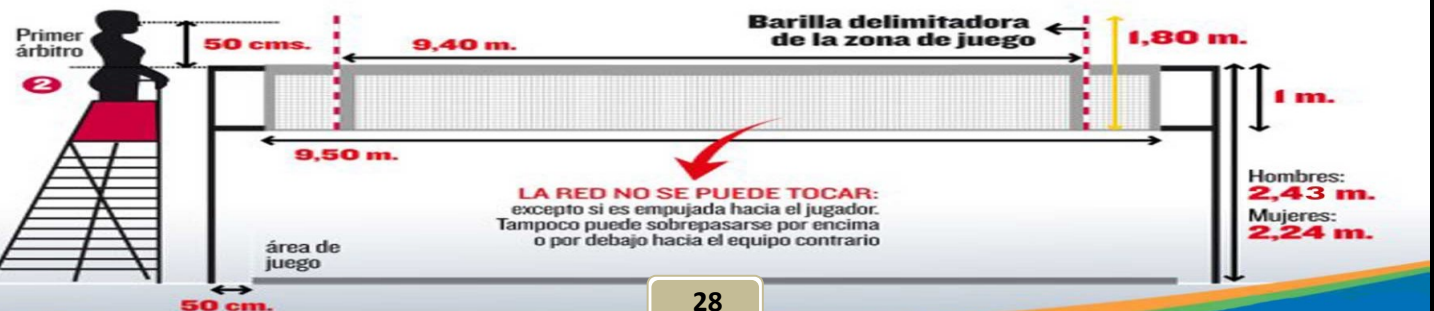 Primer
árbitro
2
50 cms.
9,40 m.
Barilla delimitadora
de la zona de juego
1,80 m.
1 m.
9,50 m.
LA RED NO SE PUEDE TOCAR:
excepto si es empujada hacia el jugador.
Tampoco puede sobrepasarse por encima
o por debajo hacia el equipo contrario
Hombres:
2,43 m.
Mujeres:
2,24 m.
área de
juego
50 cm.
28